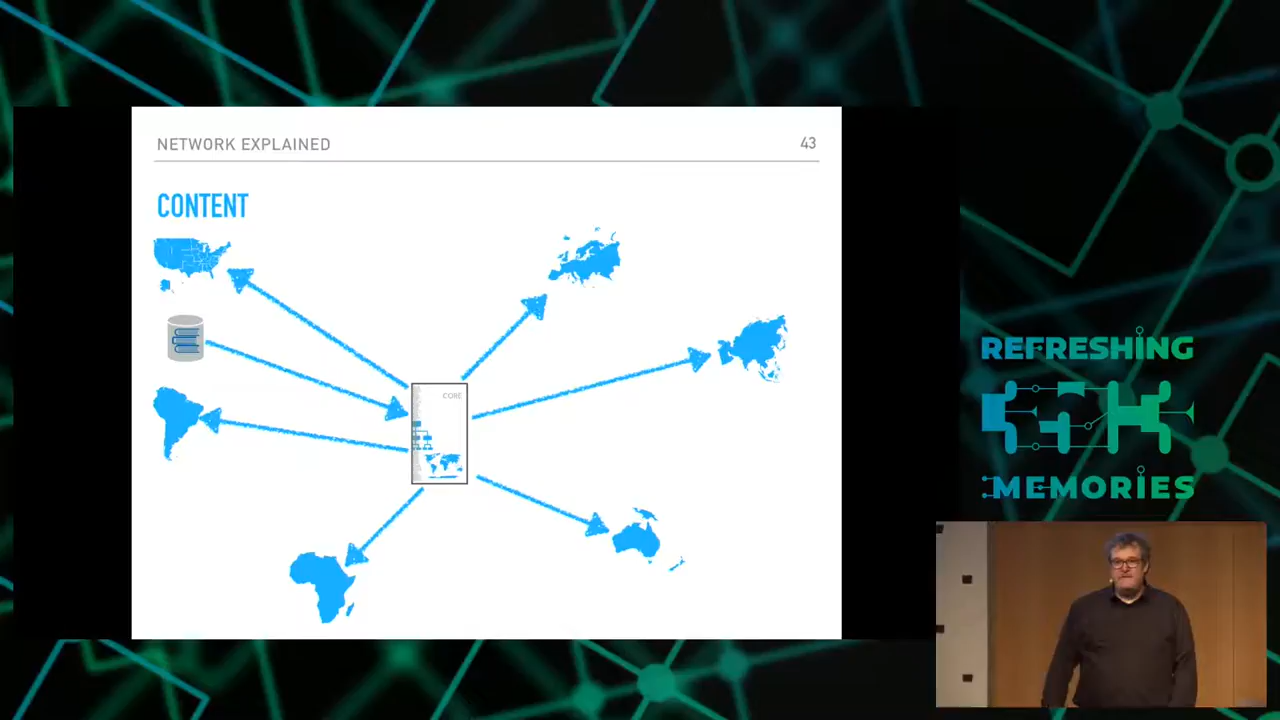 NETWORK EXPLAINED
43
CONTENT
CORE
REFRESHING
MEMORIES